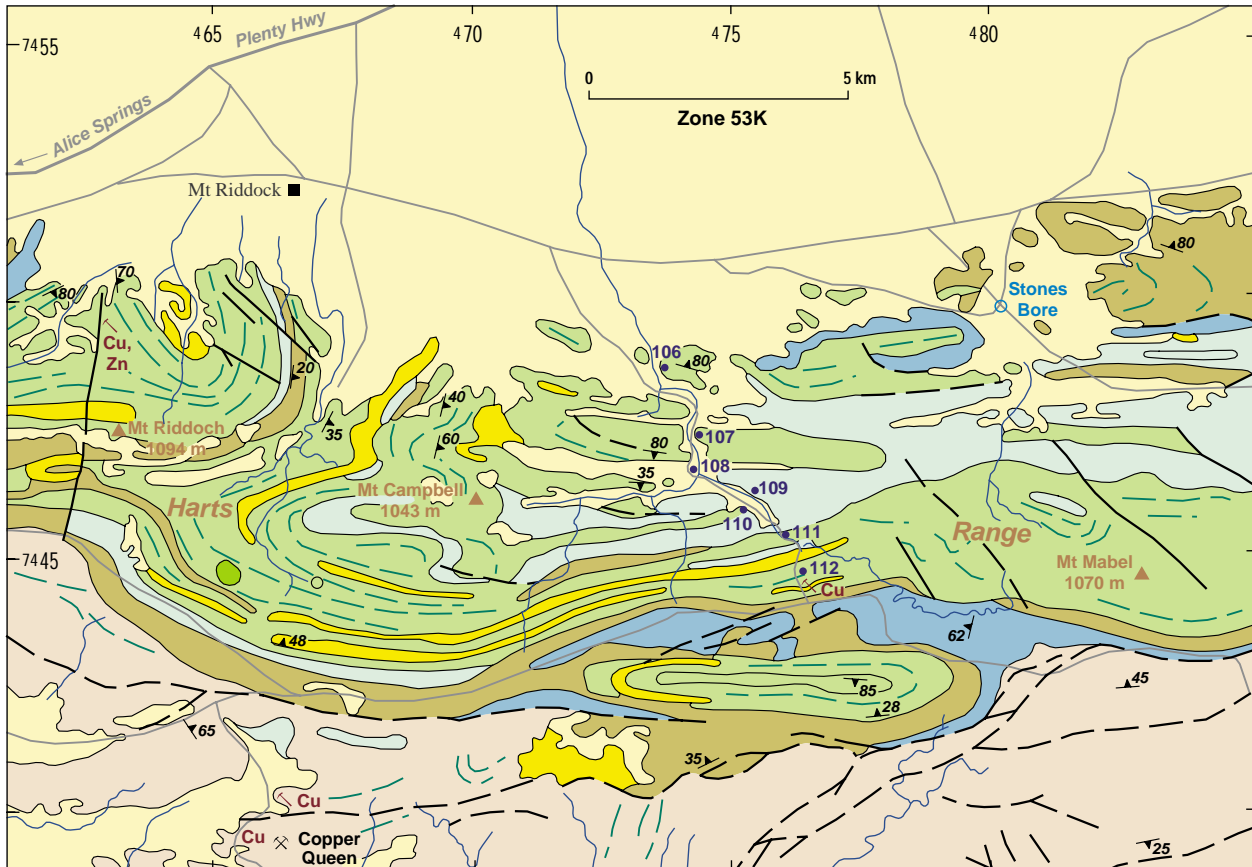 465
470
475
480
7455
Plenty Hwy
0
5 km
Zone 53K
Alice Springs
Mt Riddock
80
70
80
Stones
Bore
Cu,
Zn
20
106
80
40
35
60
107
80
Mt Riddoch
1094 m
108
35
109
Harts
Mt Campbell
1043 m
110
111
Range
7445
112
Mt Mabel
1070 m
Cu
48
62
85
45
28
65
35
Cu
Cu
Copper
Queen
25